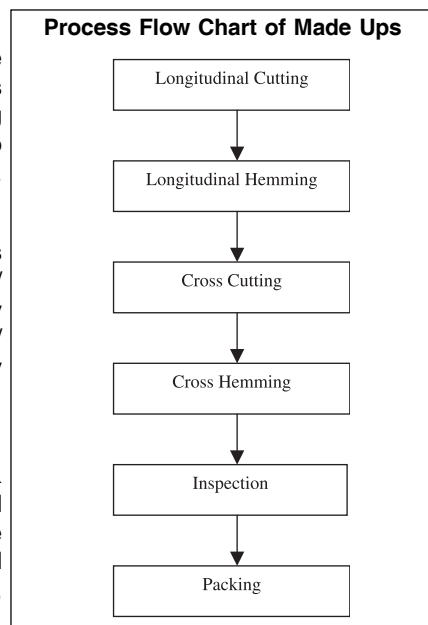 Process Flow Chart of Made Ups
Longitudinal Cutting
Longitudinal Hemming
Cross Cutting
Cross Hemming
Inspection
Packing